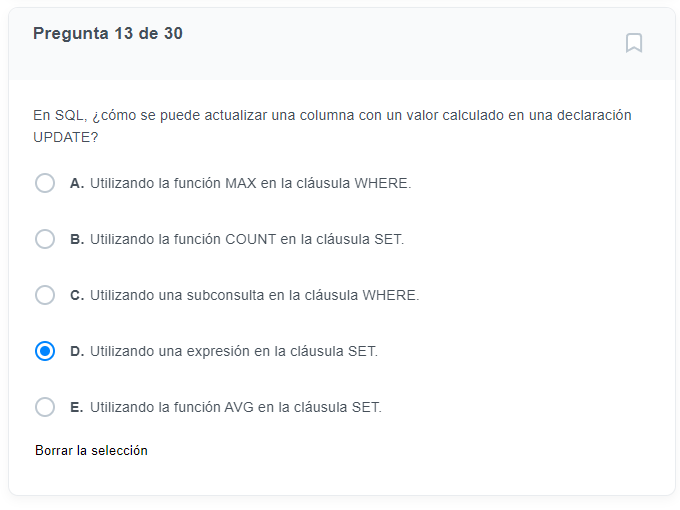 Pregunta 13 de 30
En SQL, ¿cómo se puede actualizar una columna con un valor calculado en una declaración
UPDATE?
A. Utilizando la función MAX en la cláusula WHERE.
B. Utilizando la función COUNT en la cláusula SET.
C. Utilizando una subconsulta en la cláusula WHERE.
D. Utilizando una expresión en la cláusula SET.
E. Utilizando la función AVG en la cláusula SET.
Borrar la selección